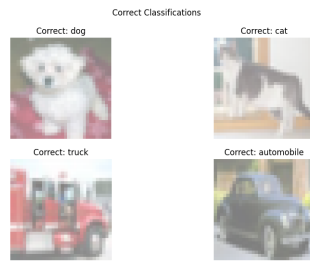 Correct Classifications
Correct: dog
Correct: cat
Correct: truck
Correct: automobile